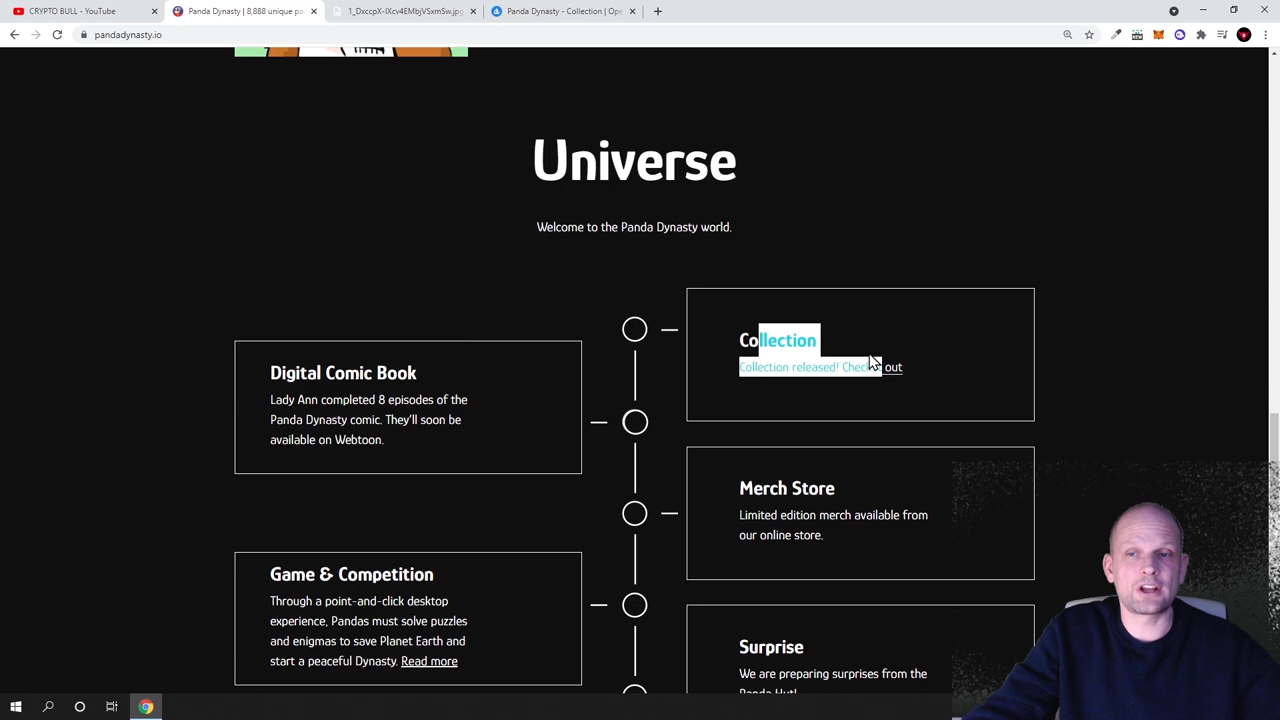 CRYPTO BULL - YouTube
Panda Dynasty | 8,888 unique pa
1_DxccpX-IXcv4EMbjVSxmSw.jpg
Panda Dynasty - Collection | Ope
pandadynasty.io
Universe
Welcome to the Panda Dynasty world.
Collection
Collection released! Check out
Digital Comic Book
Lady Ann completed 8 episodes of the
Panda Dynasty comic. They'll soon be
available on Webtoon.
Merch Store
Limited edition merch available from
our online store.
Game & Competition
Through a point-and-click desktop
experience, Pandas must solve puzzles
and enigmas to save Planet Earth and
start a peaceful Dynasty. Read more
Surprise
We are preparing surprises from the
Panda Hut!